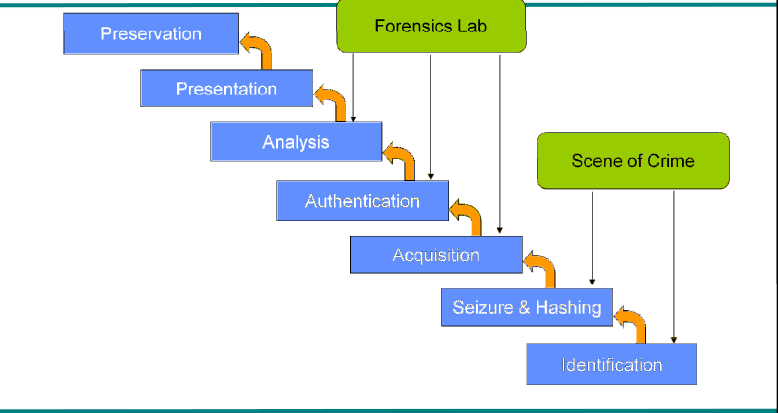 Forensics Lab
Preservation
Presentation
Analysis
Scene of Crime
Authentication
Acquisition
Seizure & Hashing
Identification